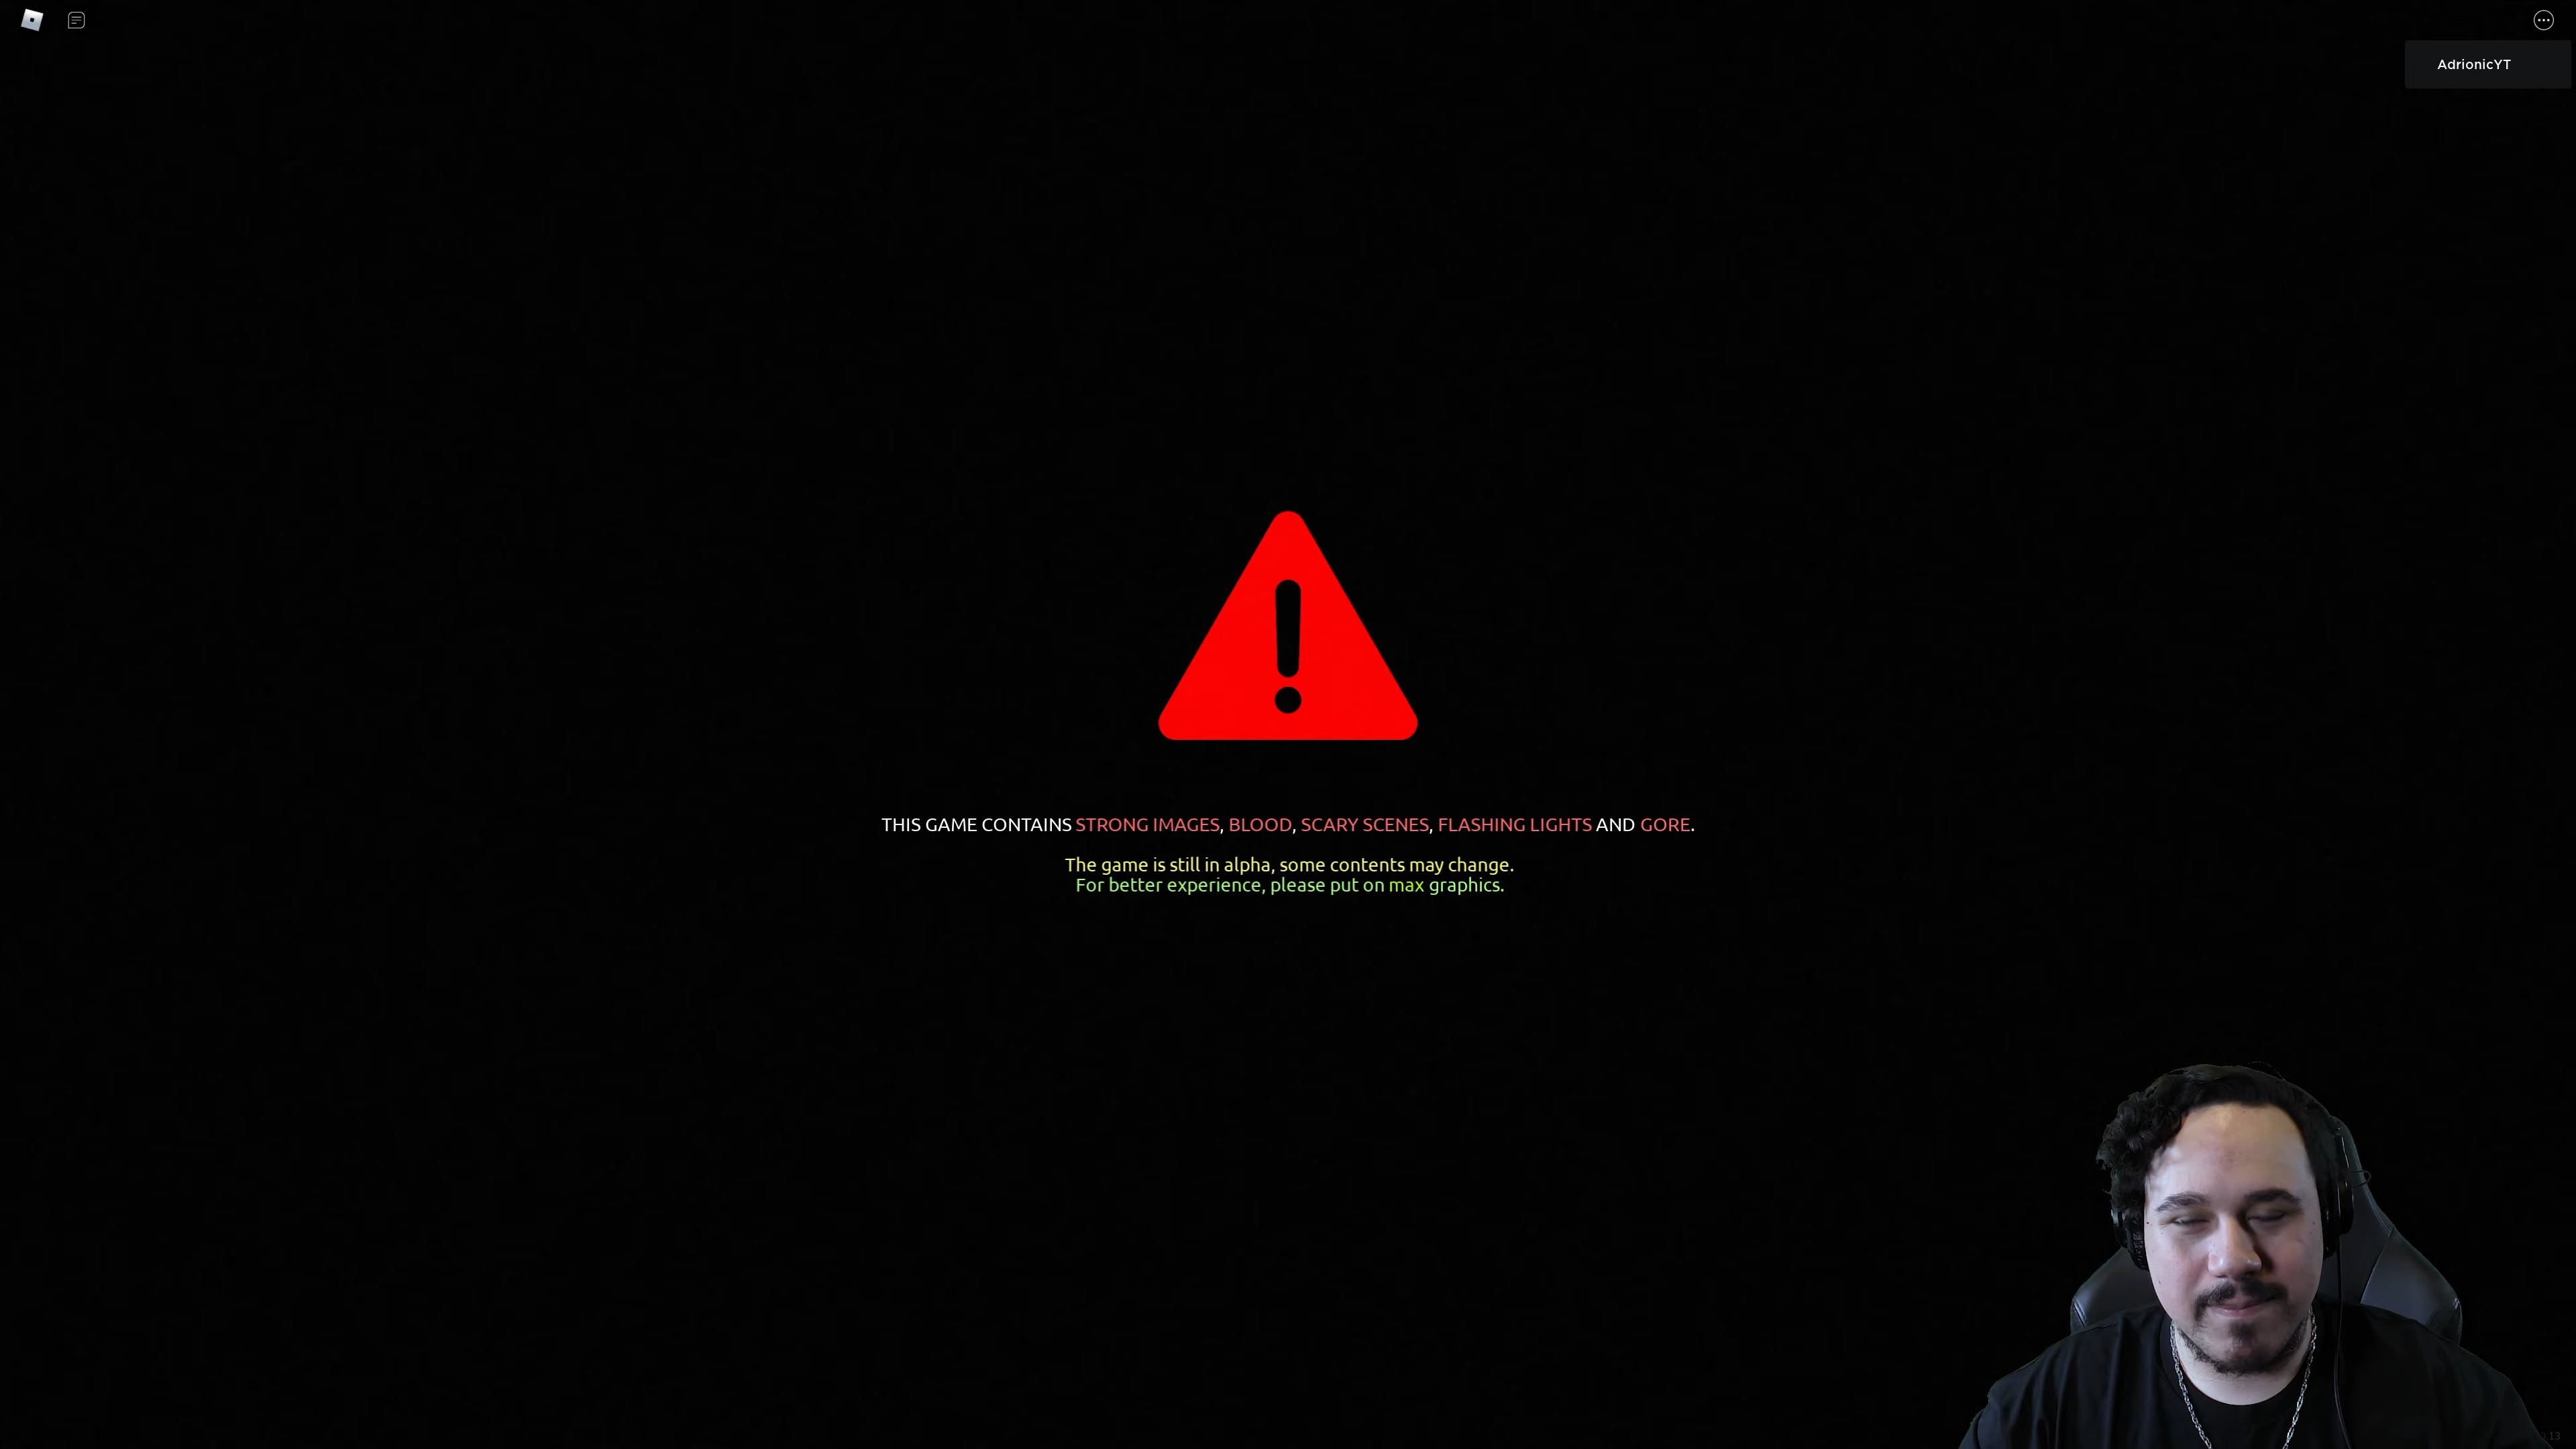 AdrionicYT
THIS GAME CONTAINS STRONG IMAGES, BLOOD, SCARY SCENES, FLASHING LIGHTS AND GORE.
The game is still in alpha, some contents may change.
For better experience, please put on max graphics.